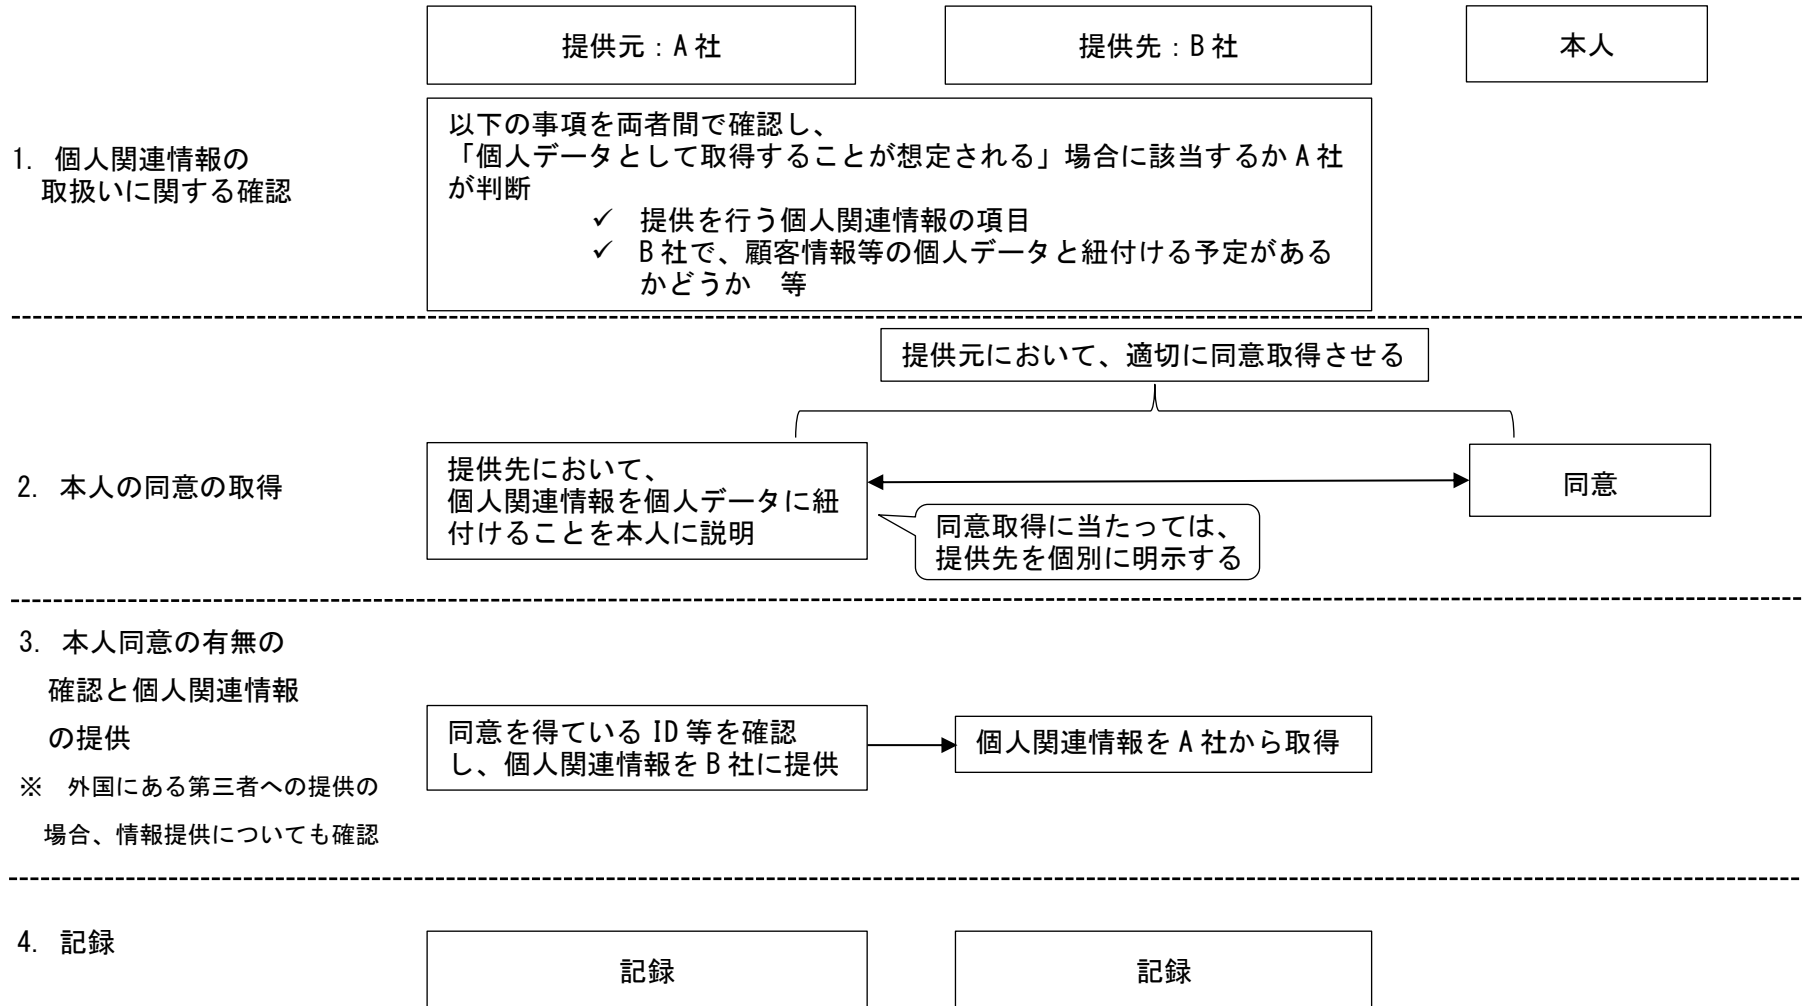 提供元：A社
提供先：B社
本人
1. 個人関連情報の
取扱いに関する確認
以下の事項を両者間で確認し、
「個人データとして取得することが想定される」場合に該当するか A社
が判断
✓ 提供を行う個人関連情報の項目
✓ B社で、顧客情報等の個人データと紐付ける予定がある
かどうか　等
提供元において、適切に同意取得させる
2. 本人の同意の取得
提供先において、
個人関連情報を個人データに紐
付けることを本人に説明
同意
同意取得に当たっては、
提供先を個別に明示する
3. 本人同意の有無の
確認と個人関連情報
の提供
※　外国にある第三者への提供の
場合、情報提供についても確認
同意を得ている ID 等を確認
し、個人関連情報を B社に提供
個人関連情報を A社から取得
4. 記録
記録
記録